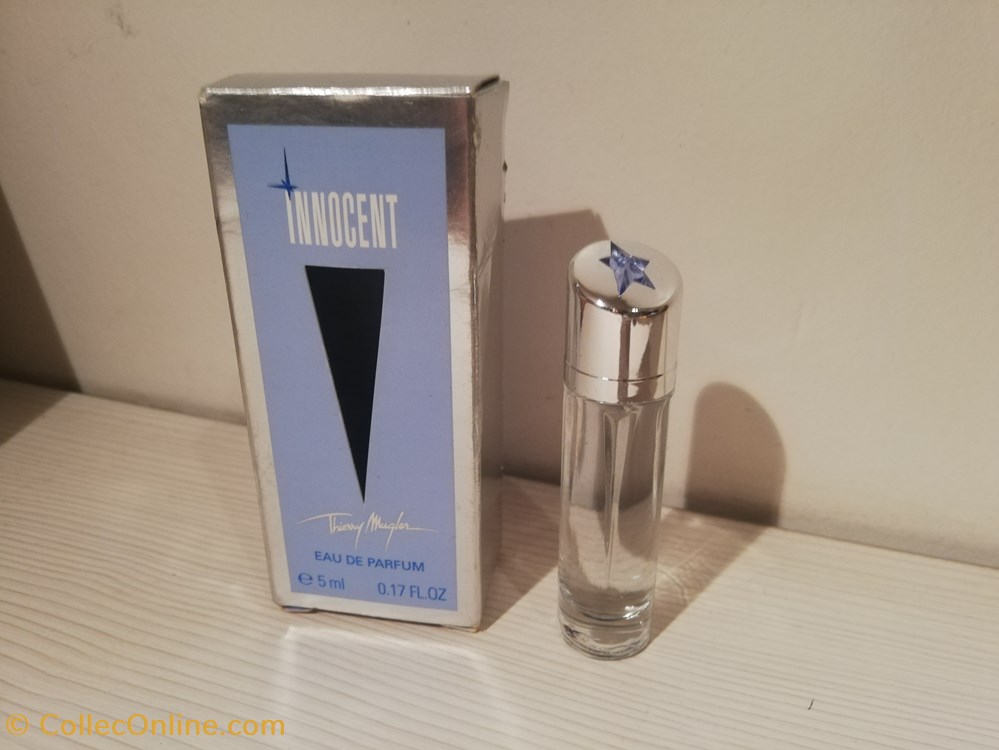 INNOCENT
Thierry Mugler
EAU DE PARFUM
℮ 5 ml 0.17 FL.OZ
© CollecOnline.com